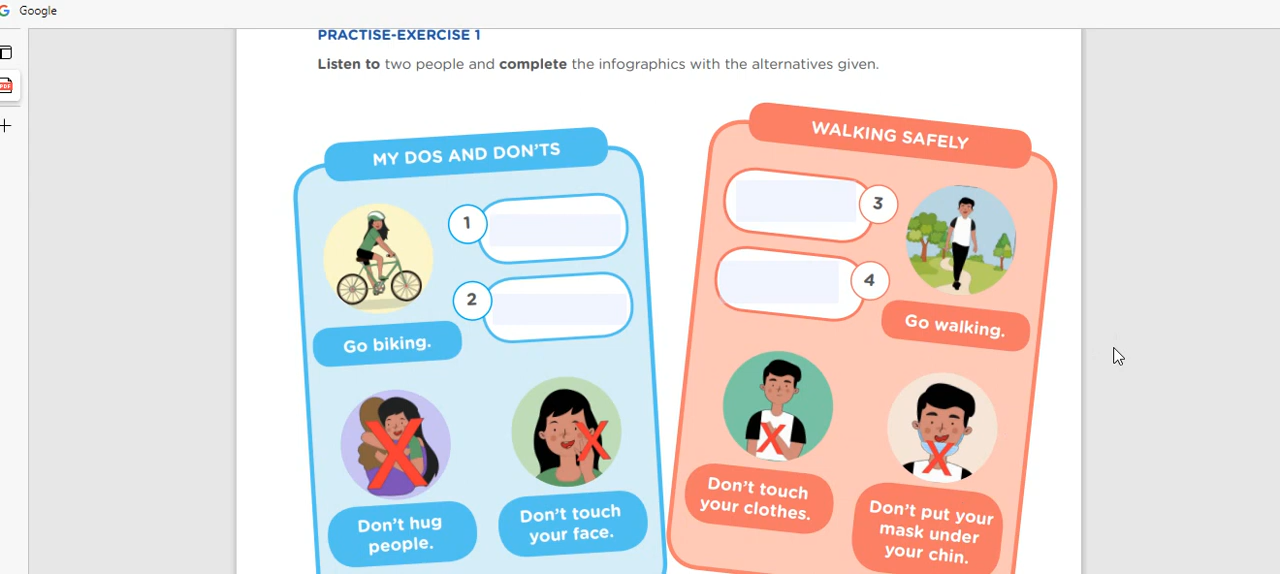 Google
PRACTISE-EXERCISE 1
Listen to two people and complete the infographics with the alternatives given.
MY DOS AND DON'TS
1
2
Go biking.
Don't hug
people.
Don't touch
your face.
WALKING SAFELY
3
4
Go walking.
Don't touch
your clothes.
Don't put your
mask under
your chin.